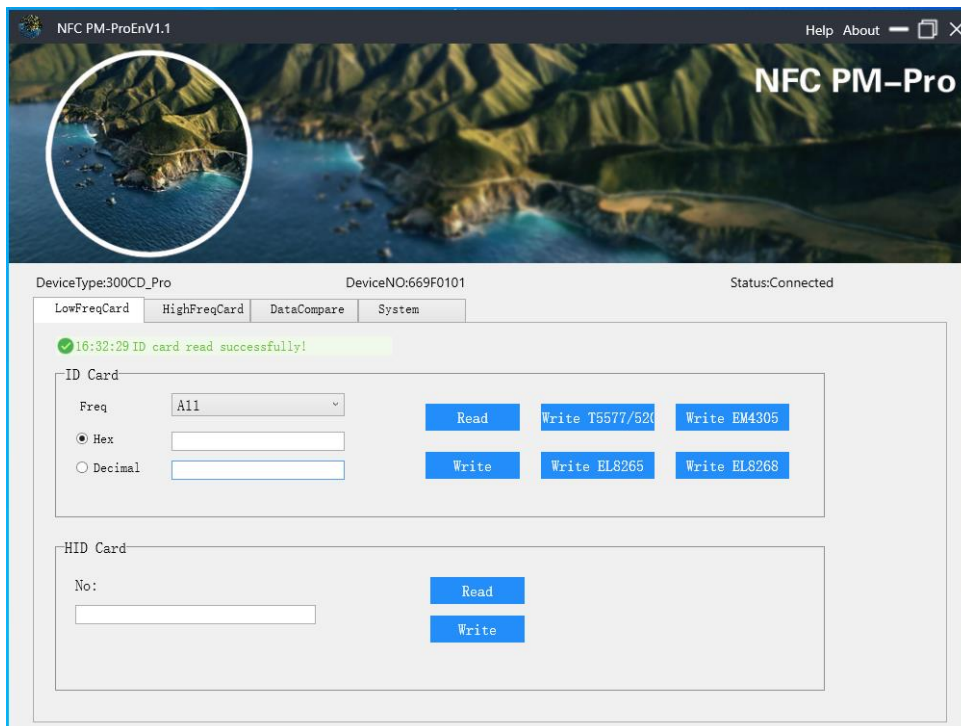 NFC PM-ProEnV1.1
Help About
NFC PM-Pro
DeviceType:300CD_Pro DeviceNO:669F0101 Status:Connected
LowFreqCard HighFreqCard DataCompare System
16:32:29 ID card read successfully!
ID Card
Freq All
Read Write T5577/520 Write EM4305
Hex
Decimal
Write Write EL8265 Write EL8268
HID Card
No:
Read
Write